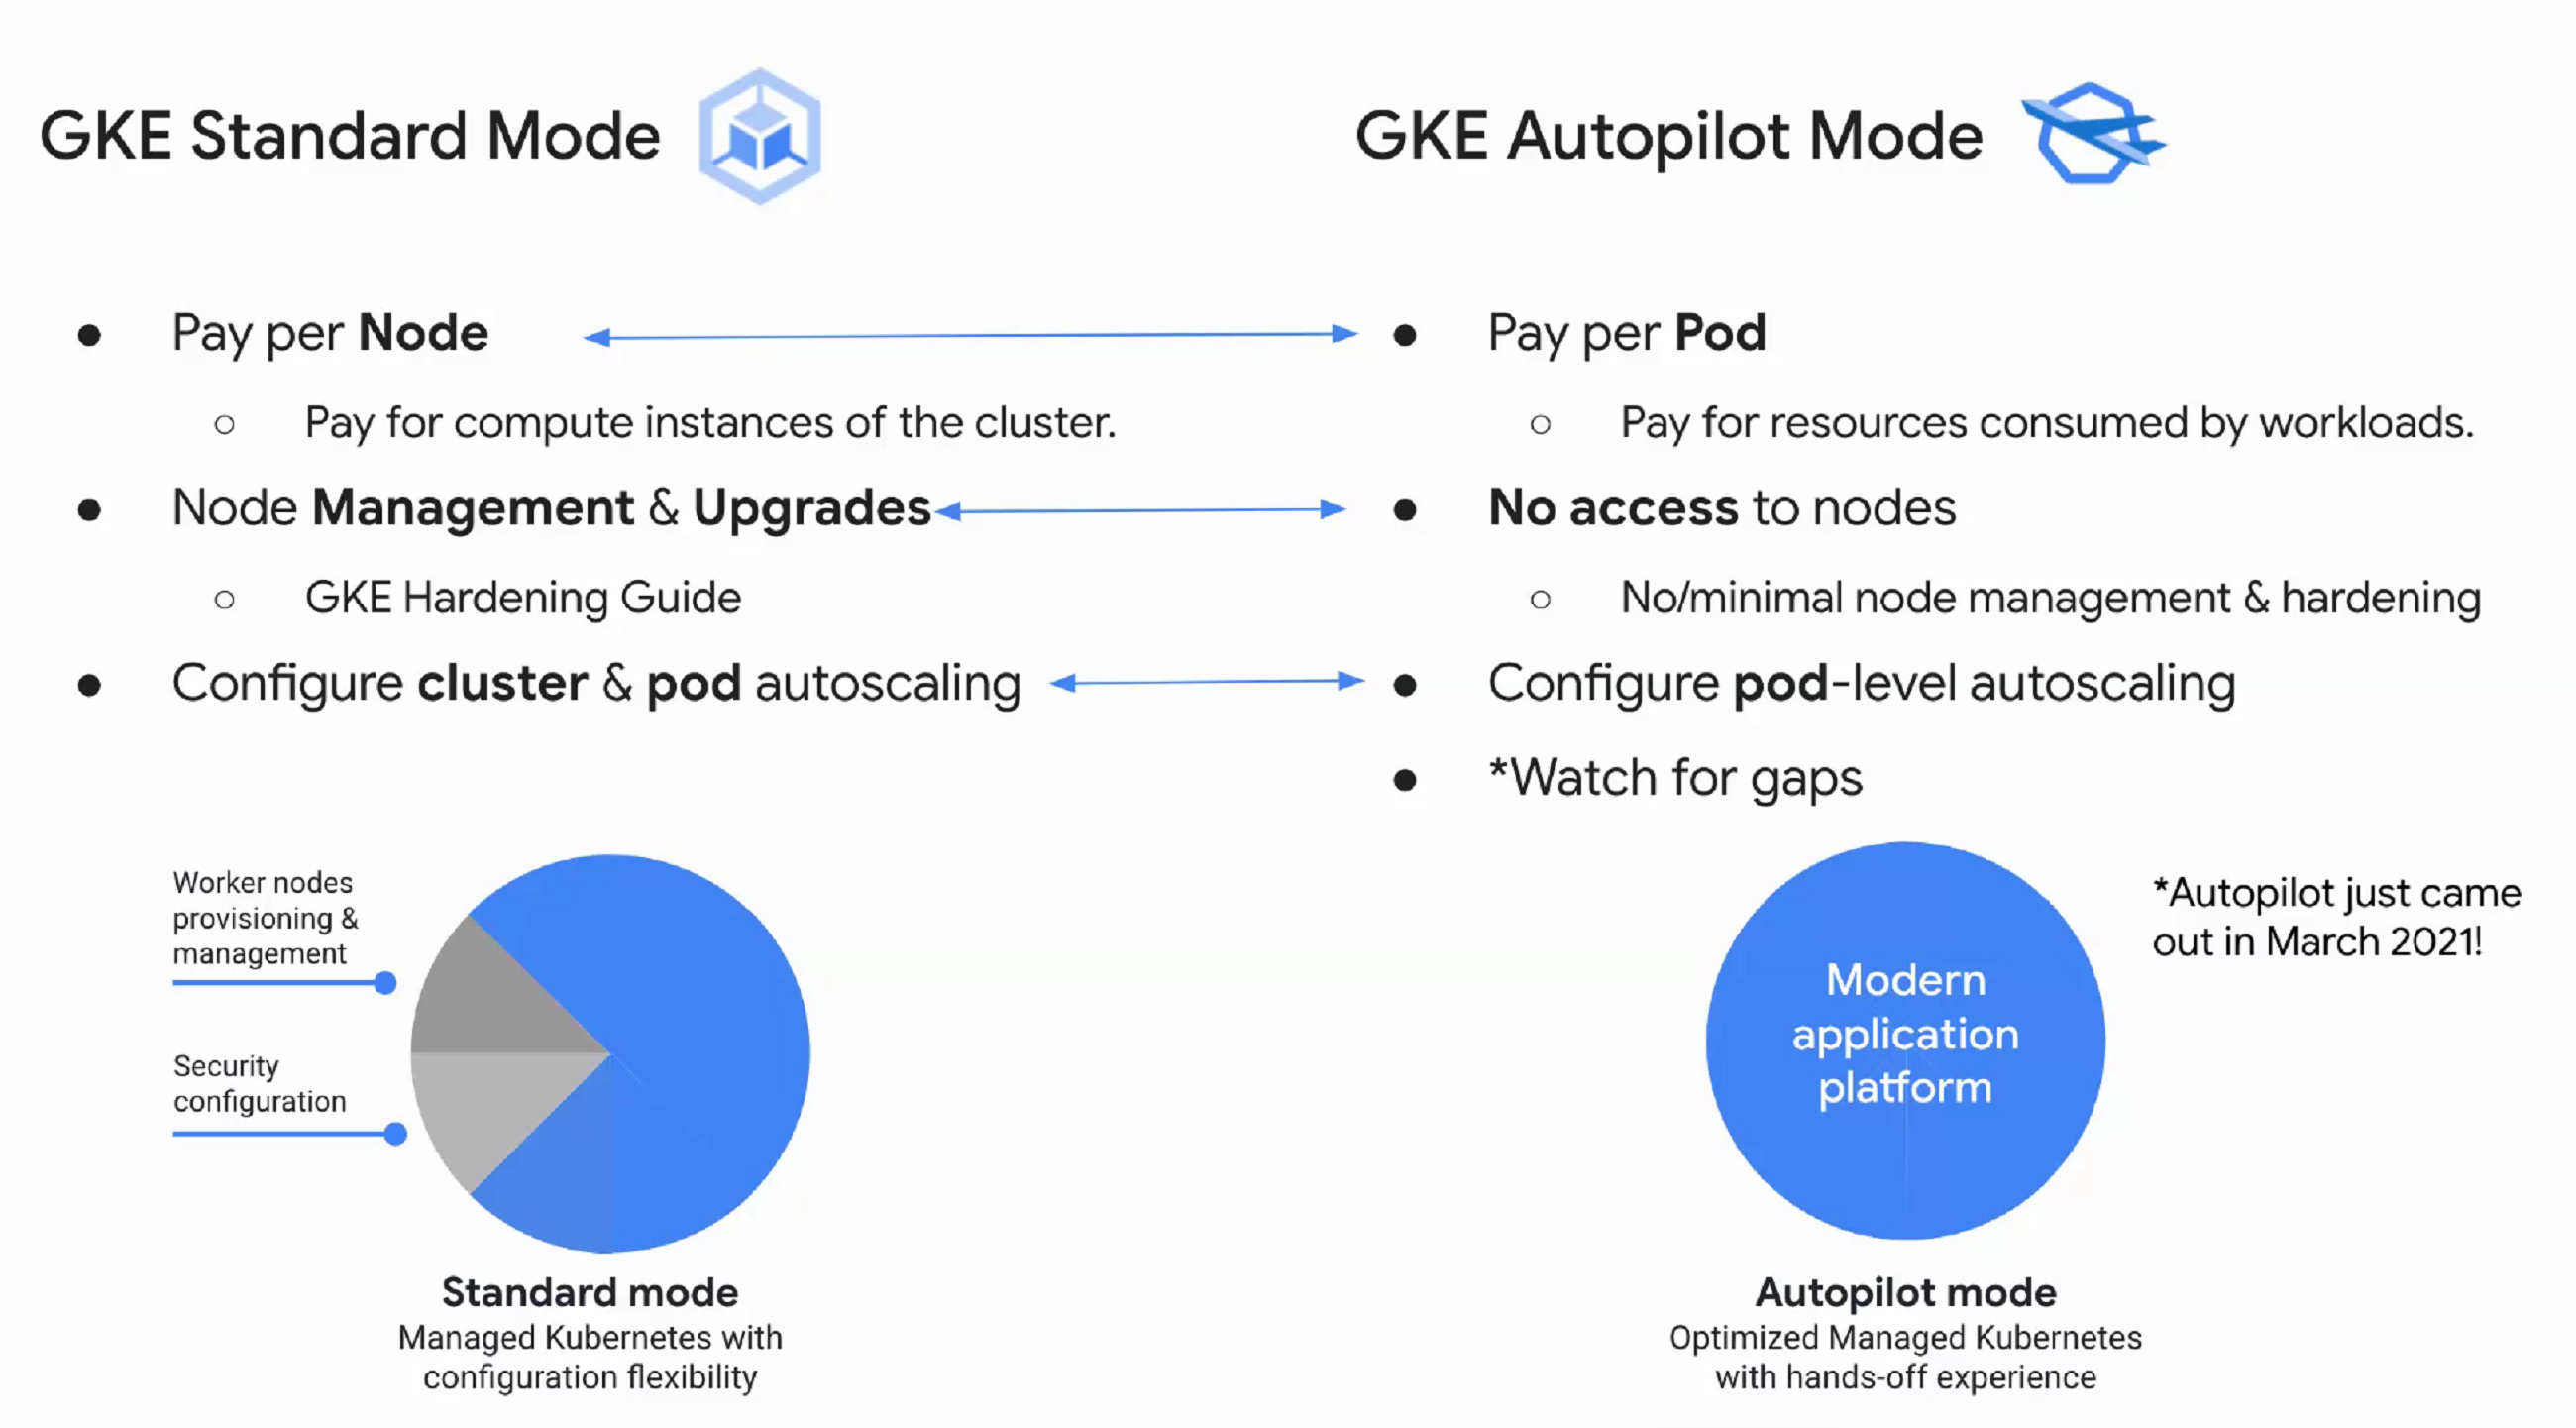 GKE Standard Mode
Pay per Node
Pay for compute instances of the cluster.
Node Management & Upgrades
GKE Hardening Guide
Configure cluster & pod autoscaling
Worker nodes
provisioning &
management
Security
configuration
Standard mode
Managed Kubernetes with
configuration flexibility
GKE Autopilot Mode
Pay per Pod
Pay for resources consumed by workloads.
No access to nodes
No/minimal node management & hardening
Configure pod-level autoscaling
*Watch for gaps
Modern
application
platform
*Autopilot just came
out in March 2021!
Autopilot mode
Optimized Managed Kubernetes
with hands-off experience